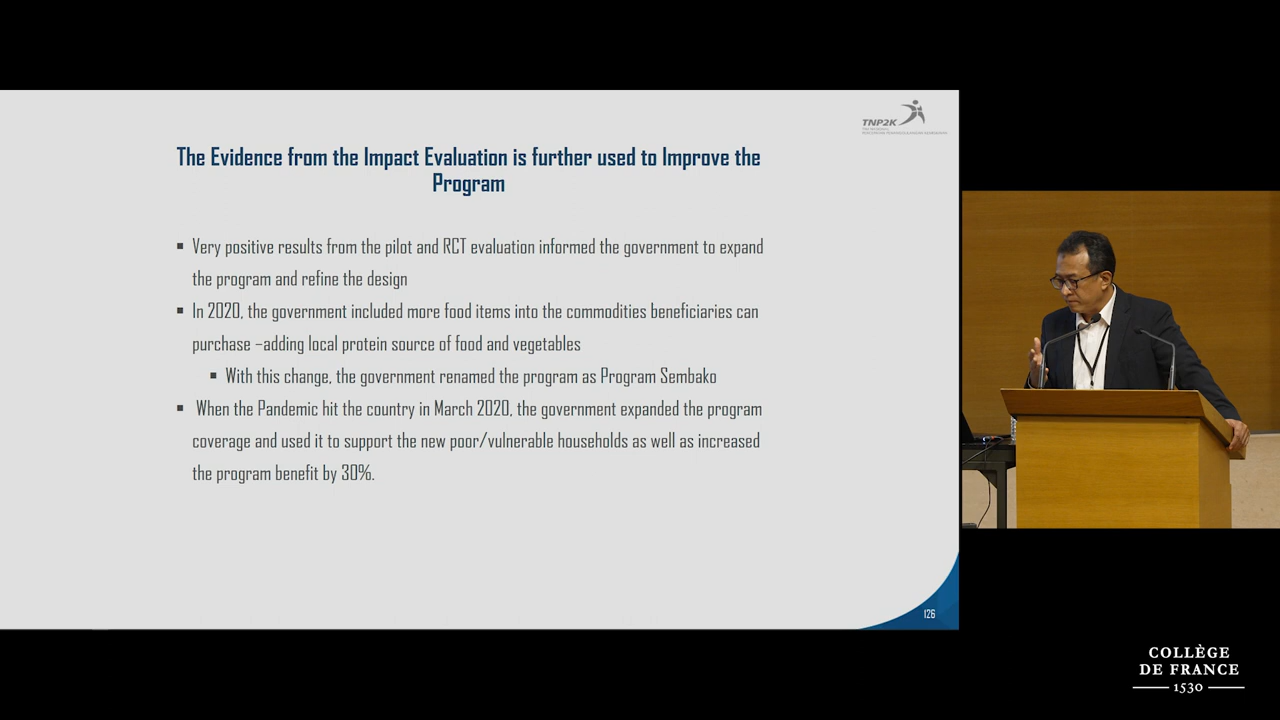 TNP2K
The Evidence from the Impact Evaluation is further used to Improve the
Program
▪ Very positive results from the pilot and RCT evaluation informed the government to expand
the program and refine the design
▪ In 2020, the government included more food items into the commodities beneficiaries can
purchase –adding local protein source of food and vegetables
▪ With this change, the government renamed the program as Program Sembako
▪ When the Pandemic hit the country in March 2020, the government expanded the program
coverage and used it to support the new poor/vulnerable households as well as increased
the program benefit by 30%.
126
COLLÈGE
DE FRANCE
1530